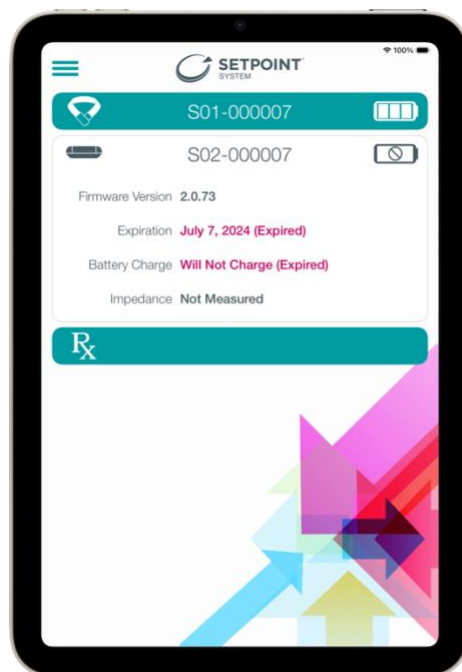 100%
SETPOINT
SYSTEM
S01-000007
S02-000007
Firmware Version 2.0.73
Expiration July 7, 2024 (Expired)
Battery Charge Will Not Charge (Expired)
Impedance Not Measured
Rx